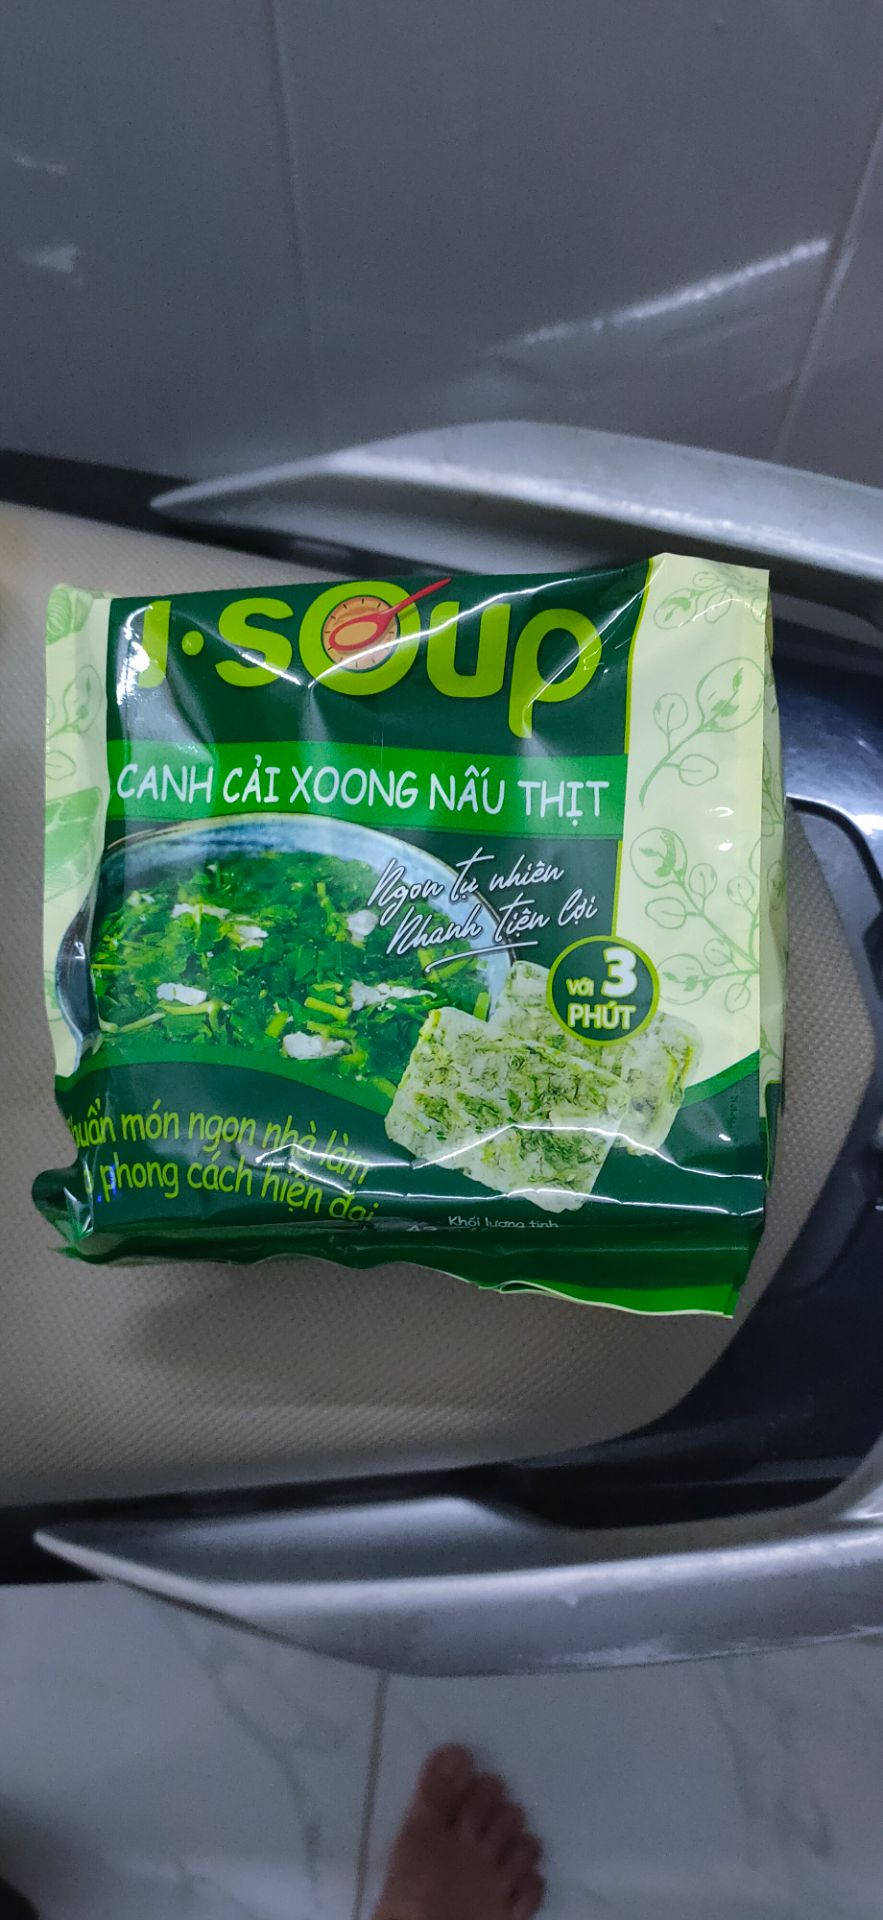 I·SOUP
CANH CẢI XOONG NẤU THỊT
Ngon tự nhiên
Nhanh tiện lợi
VỚI 3
PHÚT
món ngon nhà làm
phong cách hiện đại
Khối lượng tịnh